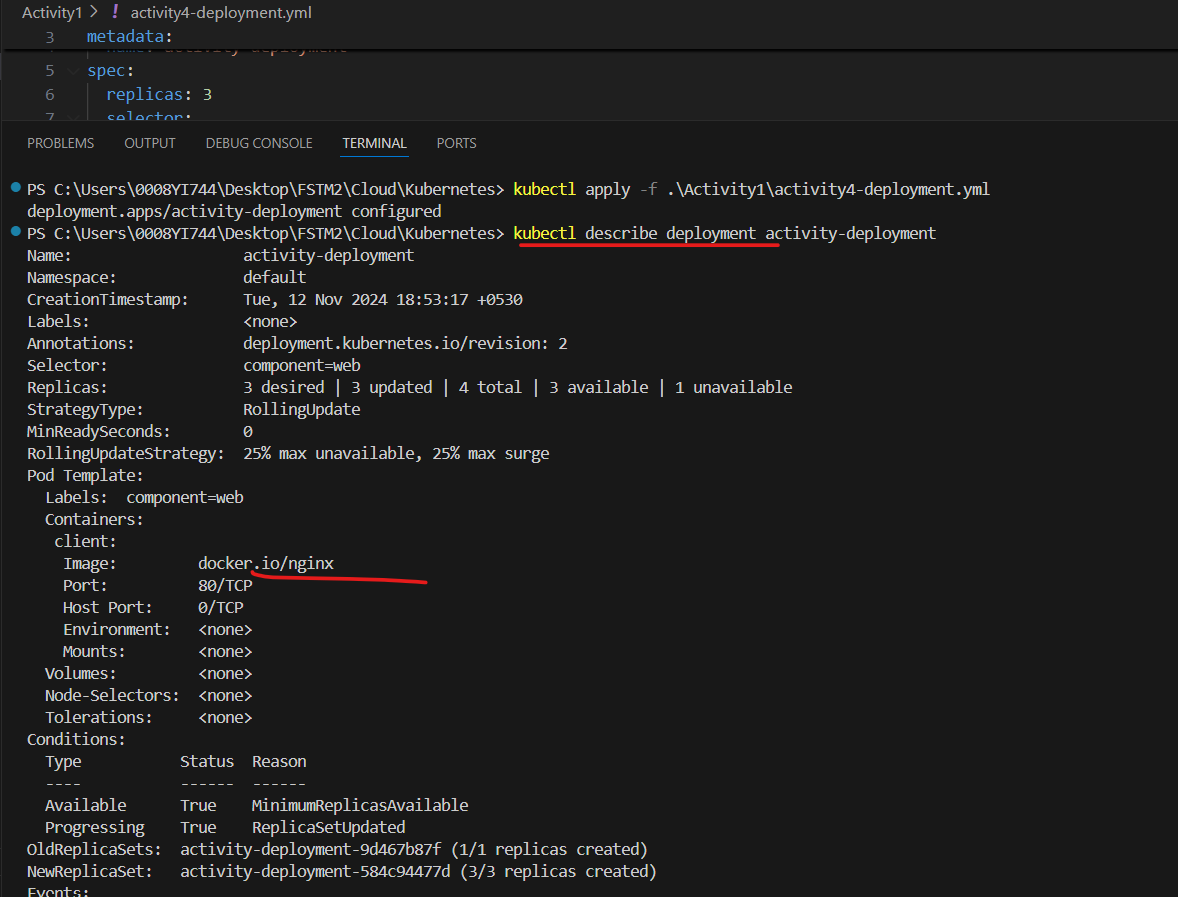 Activity1 > ! activity4-deployment.yml
3 metadata:
5 spec:
6 replicas: 3
7 selector:
PROBLEMS OUTPUT DEBUG CONSOLE TERMINAL PORTS
PS C:\Users\0008YI744\Desktop\FSTM2\Cloud\Kubernetes> kubectl apply -f .\Activity1\activity4-deployment.yml
deployment.apps/activity-deployment configured
PS C:\Users\0008YI744\Desktop\FSTM2\Cloud\Kubernetes> kubectl describe deployment activity-deployment
Name: activity-deployment
Namespace: default
CreationTimestamp: Tue, 12 Nov 2024 18:53:17 +0530
Labels: <none>
Annotations: deployment.kubernetes.io/revision: 2
Selector: component=web
Replicas: 3 desired | 3 updated | 4 total | 3 available | 1 unavailable
StrategyType: RollingUpdate
MinReadySeconds: 0
RollingUpdateStrategy: 25% max unavailable, 25% max surge
Pod Template:
Labels: component=web
Containers:
client:
Image: docker.io/nginx
Port: 80/TCP
Host Port: 0/TCP
Environment: <none>
Mounts: <none>
Volumes: <none>
Node-Selectors: <none>
Tolerations: <none>
Conditions:
Type Status Reason
---- ------ ------
Available True MinimumReplicasAvailable
Progressing True ReplicaSetUpdated
OldReplicaSets: activity-deployment-9d467b87f (1/1 replicas created)
NewReplicaSet: activity-deployment-584c94477d (3/3 replicas created)
Events: